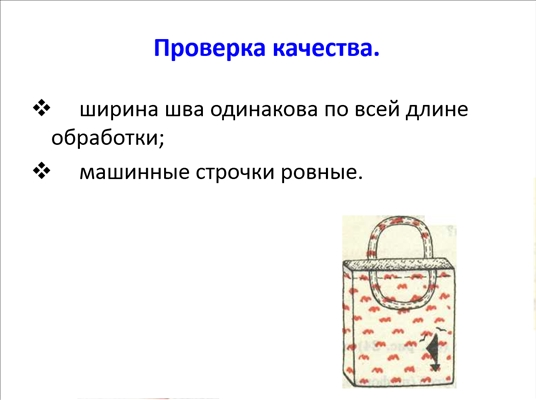 Проверка качества.
❖ ширина шва одинакова по всей длине
обработки;
❖ машинные строчки ровные.